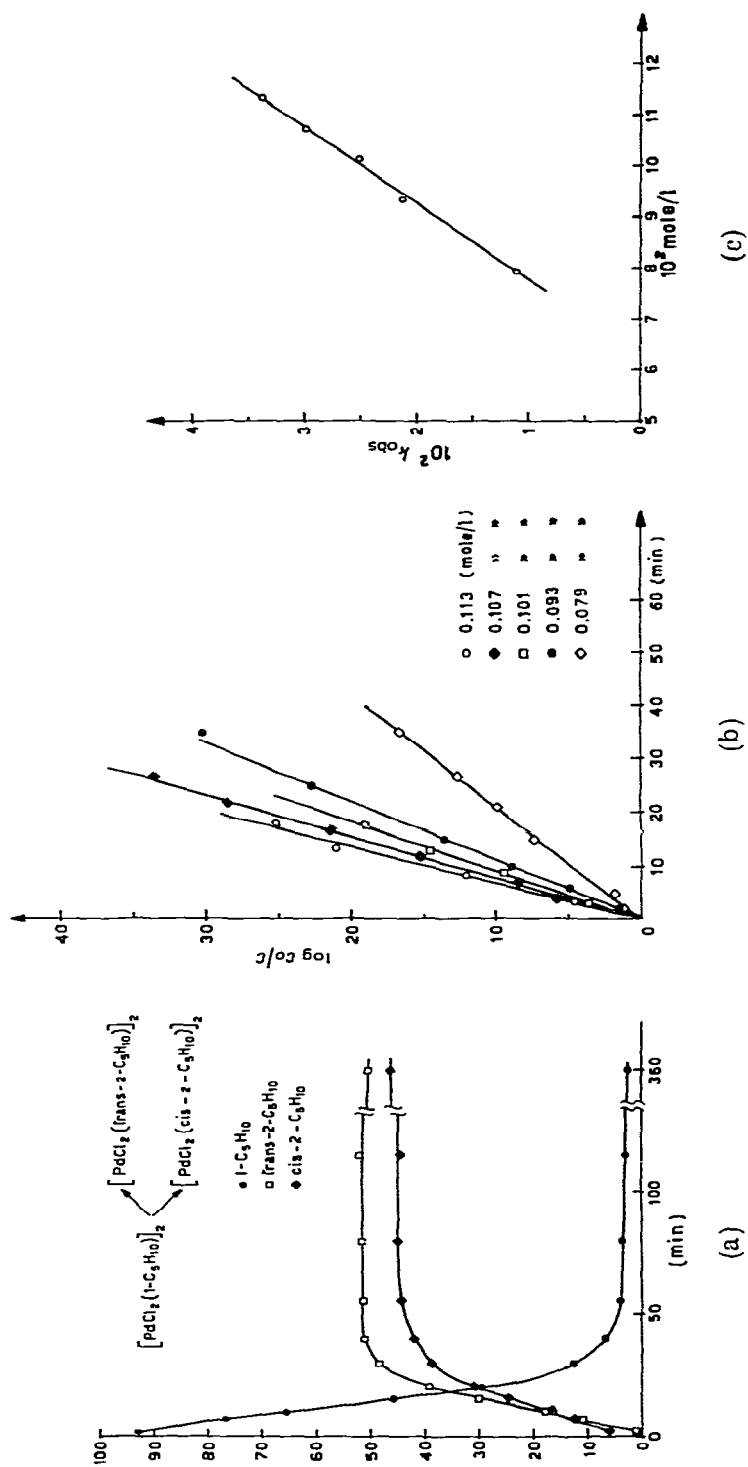 [PdCl₂(1-C₅H₁₀)]₂
[PdCl₂(trans-2-C₅H₁₀)]₂
[PdCl₂(cis-2-C₅H₁₀)]₂
● 1-C₅H₁₀
□ trans-2-C₅H₁₀
◆ cis-2-C₅H₁₀
100
90
80
70
60
50
40
30
20
10
0
0 50 100 360
(min)
(a)
log Co/C
40
30
20
10
0
10 20 30 40 50 60 (min)
○ 0.113 (mole/l)
◆ 0.107 " "
□ 0.101 " "
● 0.093 " "
◇ 0.079 " "
(b)
10² kobs
4
3
2
1
0
5 6 7 8 9 10 11 12
10² mole/l
(c)